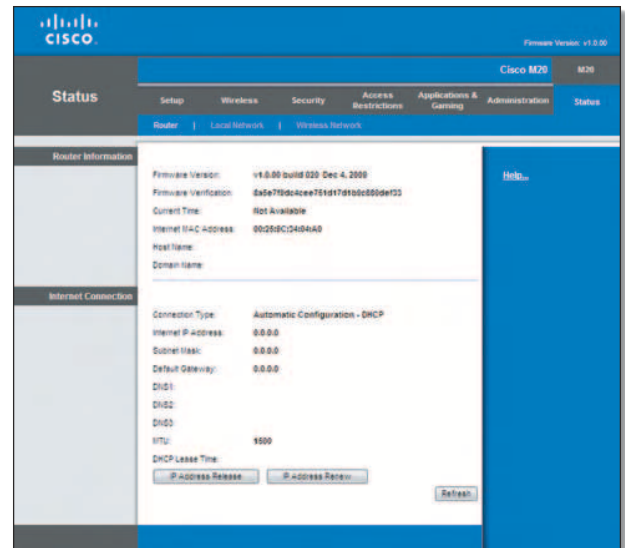 CISCO
Firmware Version: v1.0.00
Cisco M20
M20
Status
Setup
Wireless
Security
Access Restrictions
Applications & Gaming
Administration
Status
Router | Local Network | Wireless Network
Router Information
Firmware Version: v1.0.00 build 020 Dec 4, 2009
Firmware Verification:
Current Time: Not Available
Internet MAC Address:
Host Name:
Domain Name:
Internet Connection
Connection Type: Automatic Configuration - DHCP
Internet IP Address: 0.0.0.0
Subnet Mask: 0.0.0.0
Default Gateway: 0.0.0.0
DNS1:
DNS2:
DNS3:
MTU: 1500
DHCP Lease Time:
IP Address Release
IP Address Renew
Refresh
Help...